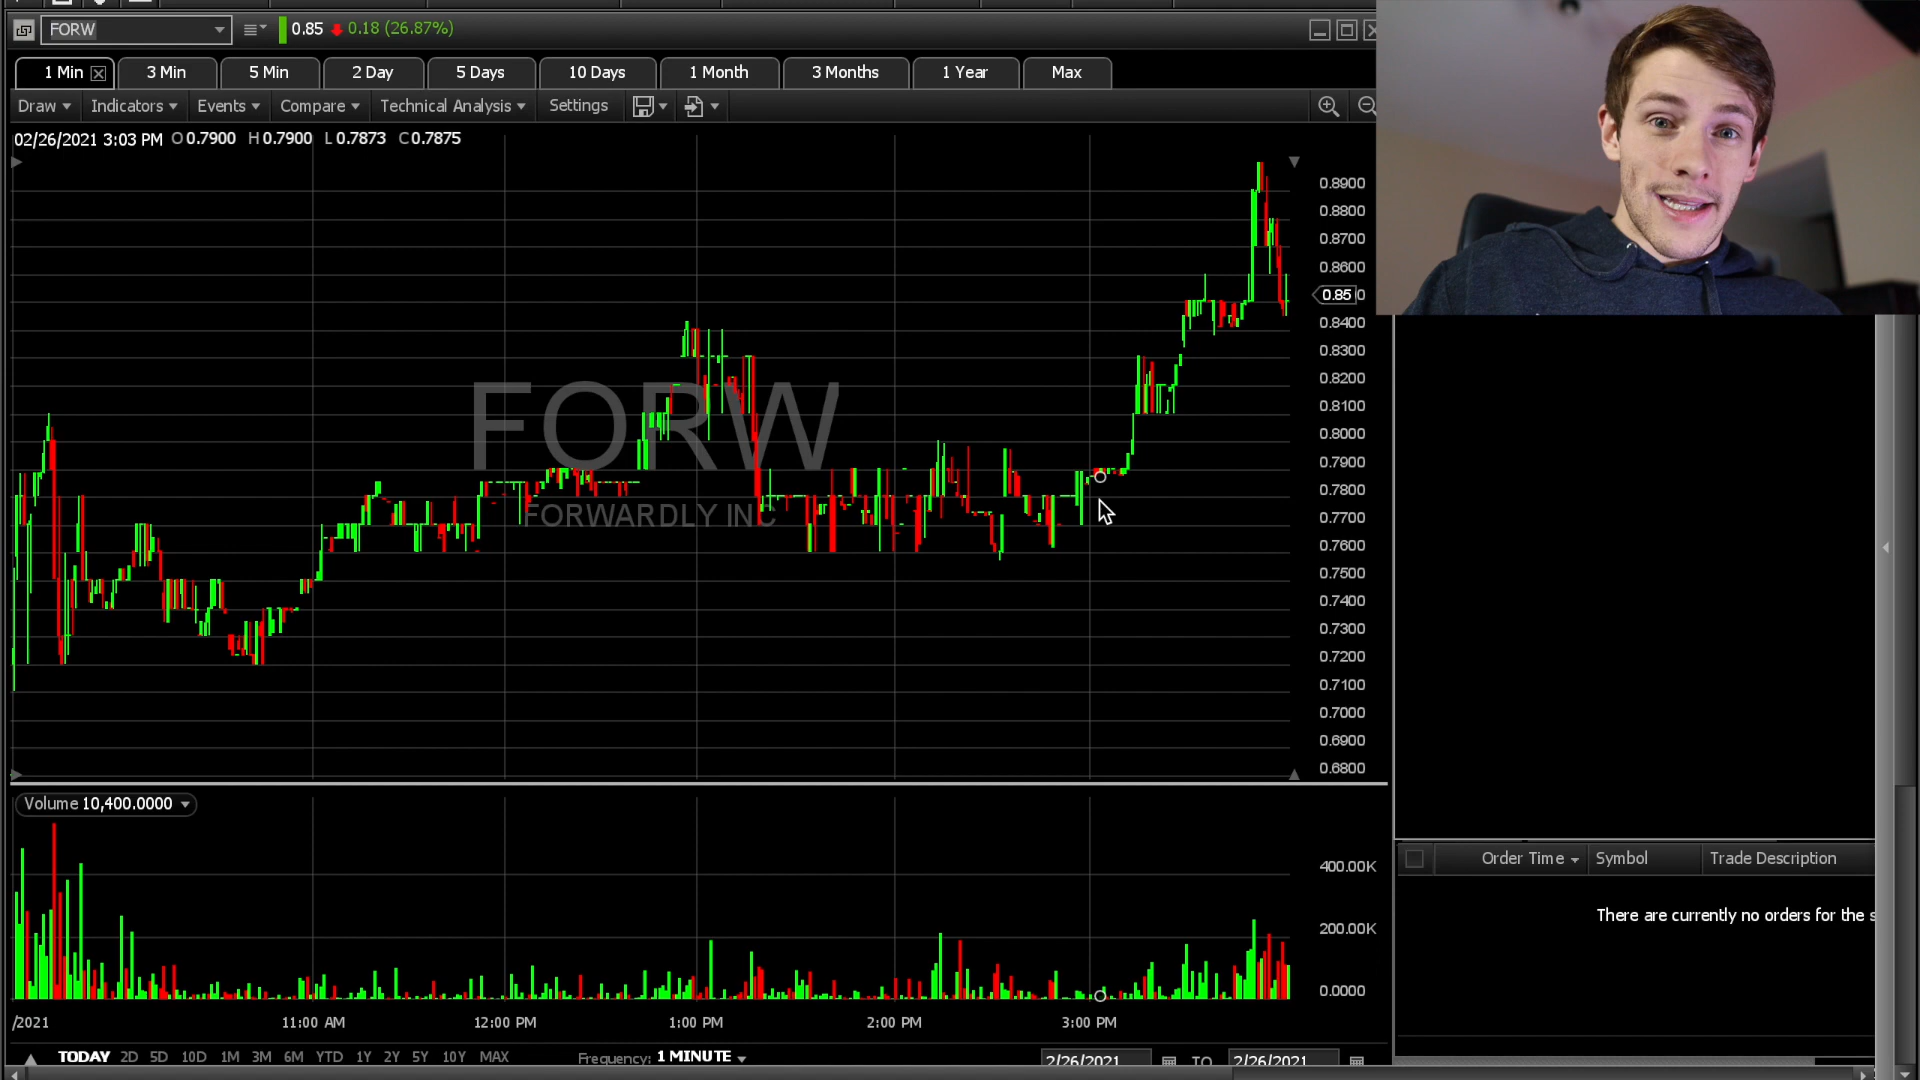 FORW 0.85 0.18 (26.87%)
1 Min 3 Min 5 Min 2 Day 5 Days 10 Days 1 Month 3 Months 1 Year Max
Draw Indicators Events Compare Technical Analysis Settings
02/26/2021 3:03 PM O 0.7900 H 0.7900 L 0.7873 C 0.7875
0.8900
0.8800
0.8700
0.8600
0.85 0
0.8400
0.8300
0.8200
0.8100
0.8000
0.7900
0.7800
0.7700
0.7600
0.7500
0.7400
0.7300
0.7200
0.7100
0.7000
0.6900
0.6800
FORW
FORWARDLY INC
Volume 10,400.0000
400.00K
200.00K
0.0000
/2021 11:00 AM 12:00 PM 1:00 PM 2:00 PM 3:00 PM
TODAY 2D 5D 10D 1M 3M 6M YTD 1Y 2Y 5Y 10Y MAX Frequency: 1 MINUTE 2/26/2021 TO 2/26/2021
Order Time Symbol Trade Description
There are currently no orders for the s